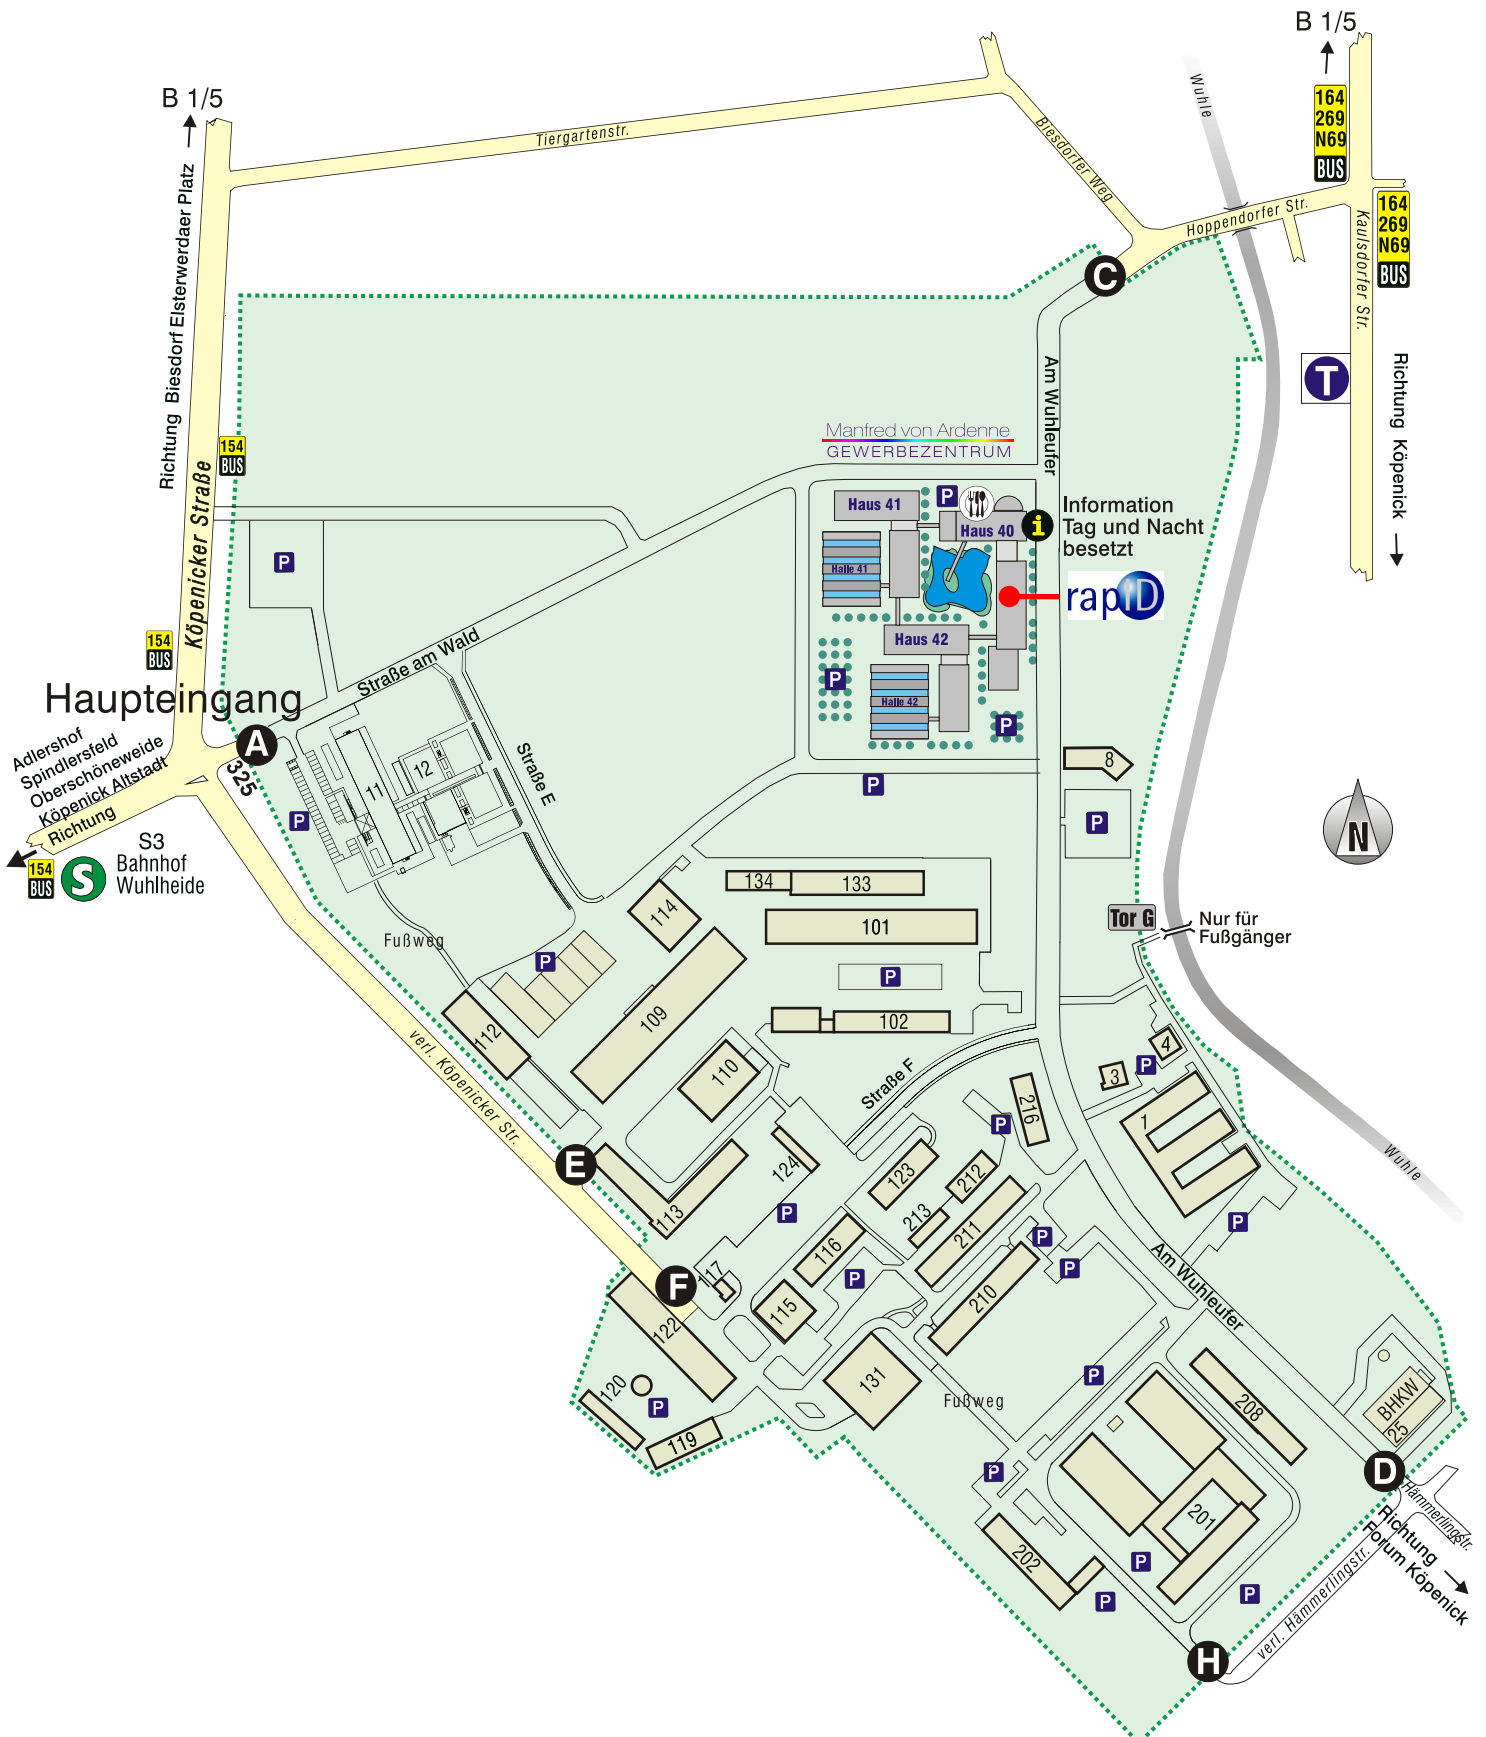 B 1/5
B 1/5
164
269
N69
BUS
164
269
N69
BUS
Tiergartenstr.
Biesdorfer Weg
Wuhle
Hoppendorfer Str.
Kaulsdorfer Str.
Richtung Biesdorf Elsterwerdaer Platz
C
T
Am Wuhleufer
Richtung Köpenick
Manfred von Ardenne
GEWERBEZENTRUM
154
BUS
Köpenicker Straße
P
Haus 41
P
Haus 40
i
Information
Tag und Nacht
besetzt
Halle 41
rapID
Haus 42
P
Halle 42
P
154
BUS
Straße am Wald
Haupteingang
A
325
Adlershof
Spindlersfeld
Oberschöneweide
Köpenick Altstadt
Richtung
154
BUS
S
S3
Bahnhof
Wuhlheide
P
11
12
Straße E
8
P
P
N
134
133
114
101
Tor G
Nur für
Fußgänger
Fußweg
P
P
109
102
112
110
Straße F
4
P
3
216
P
1
verl. Köpenicker Str.
E
113
124
P
123
212
213
211
Wuhle
P
P
P
116
P
117
F
115
210
Am Wuhleufer
122
131
Fußweg
P
120
P
119
208
BHKW
25
P
D
Hämmerlingstr.
201
202
P
P
P
Richtung
Forum Köpenick
verl. Hämmerlingstr.
H